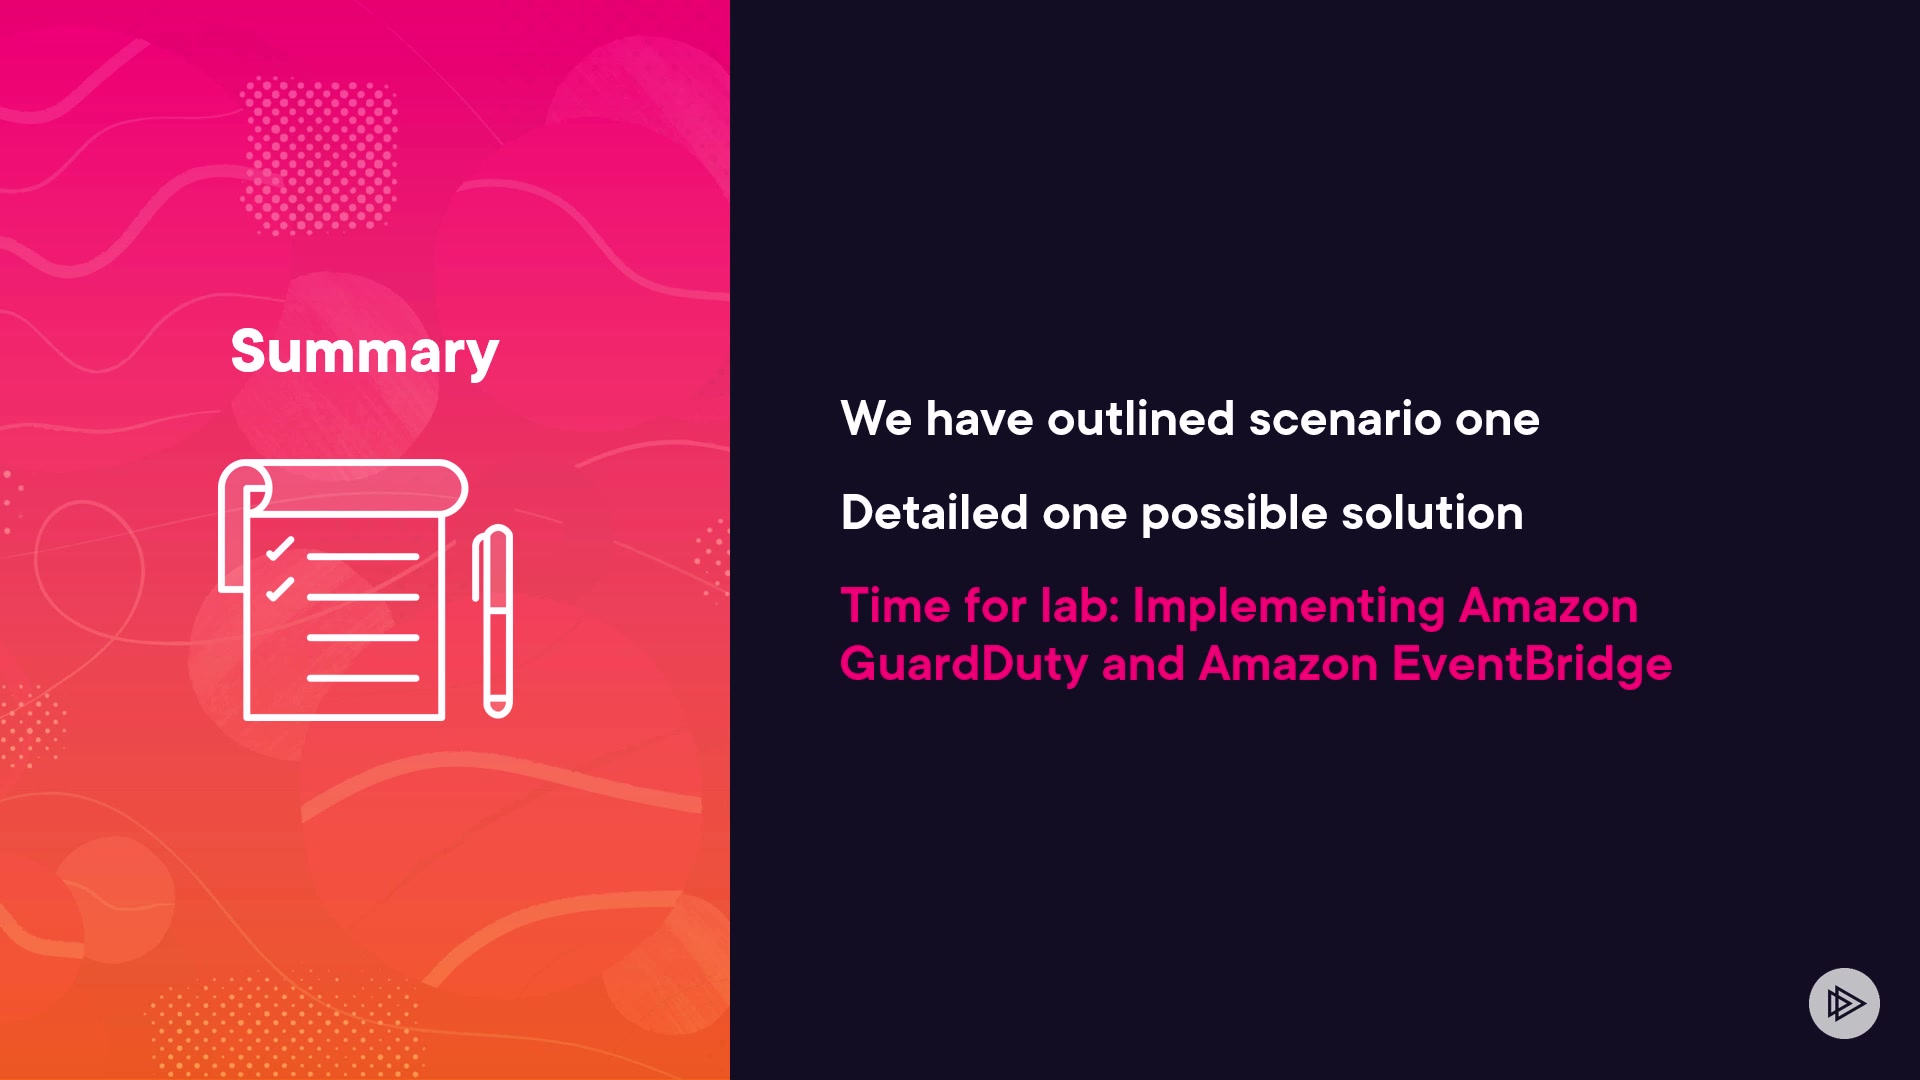 Summary
We have outlined scenario one
Detailed one possible solution
Time for lab: Implementing Amazon
GuardDuty and Amazon EventBridge